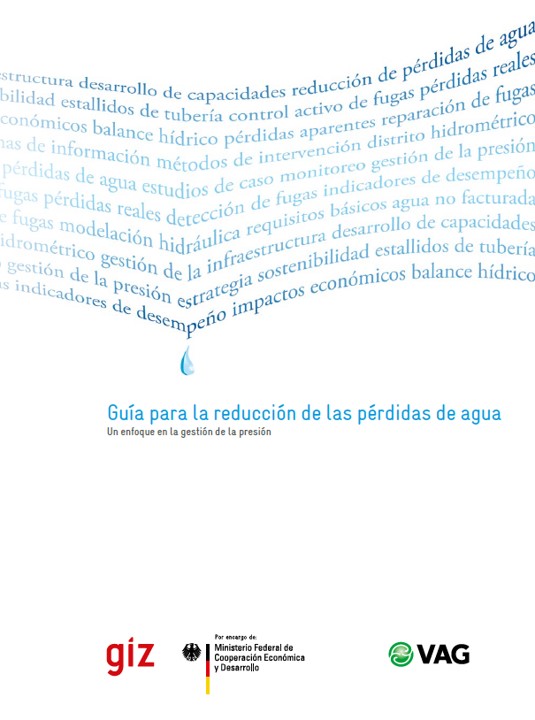 estructura desarrollo de capacidades reducción de pérdidas de agua
bilidad estallidos de tubería control activo de fugas pérdidas reales
conómicos balance hídrico pérdidas aparentes reparación de fugas
nas de información métodos de intervención distrito hidrométrico
pérdidas de agua estudios de caso monitoreo gestión de la presión
fugas pérdidas reales detección de fugas indicadores de desempeño
e fugas modelación hidráulica requisitos básicos agua no facturada
idrométrico gestión de la infraestructura desarrollo de capacidades
gestión de la presión estrategia sostenibilidad estallidos de tubería
s indicadores de desempeño impactos económicos balance hídrico
Guía para la reducción de las pérdidas de agua
Un enfoque en la gestión de la presión
giz
Por encargo de:
Ministerio Federal de
Cooperación Económica
y Desarrollo
VAG